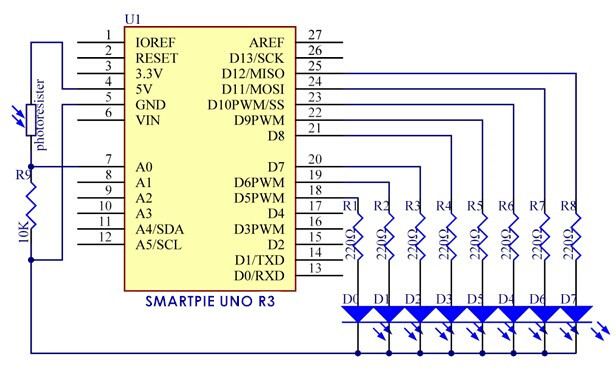 U1
1 IOREF AREF 27
2 RESET D13/SCK 26
3 3.3V D12/MISO 25
4 5V D11/MOSI 24
5 GND D10PWM/SS 23
6 VIN D9PWM 22
D8 21
photoresister
7 A0 D7 20
8 A1 D6PWM 19
9 A2 D5PWM 18
10 A3 D4 17
11 A4/SDA D3PWM 16
12 A5/SCL D2 15
D1/TXD 14
D0/RXD 13
R9
10K
R1 R2 R3 R4 R5 R6 R7 R8
220Ω 220Ω 220Ω 220Ω 220Ω 220Ω 220Ω 220Ω
SMARTPIE UNO R3
D0 D1 D2 D3 D5 D4 D6 D7